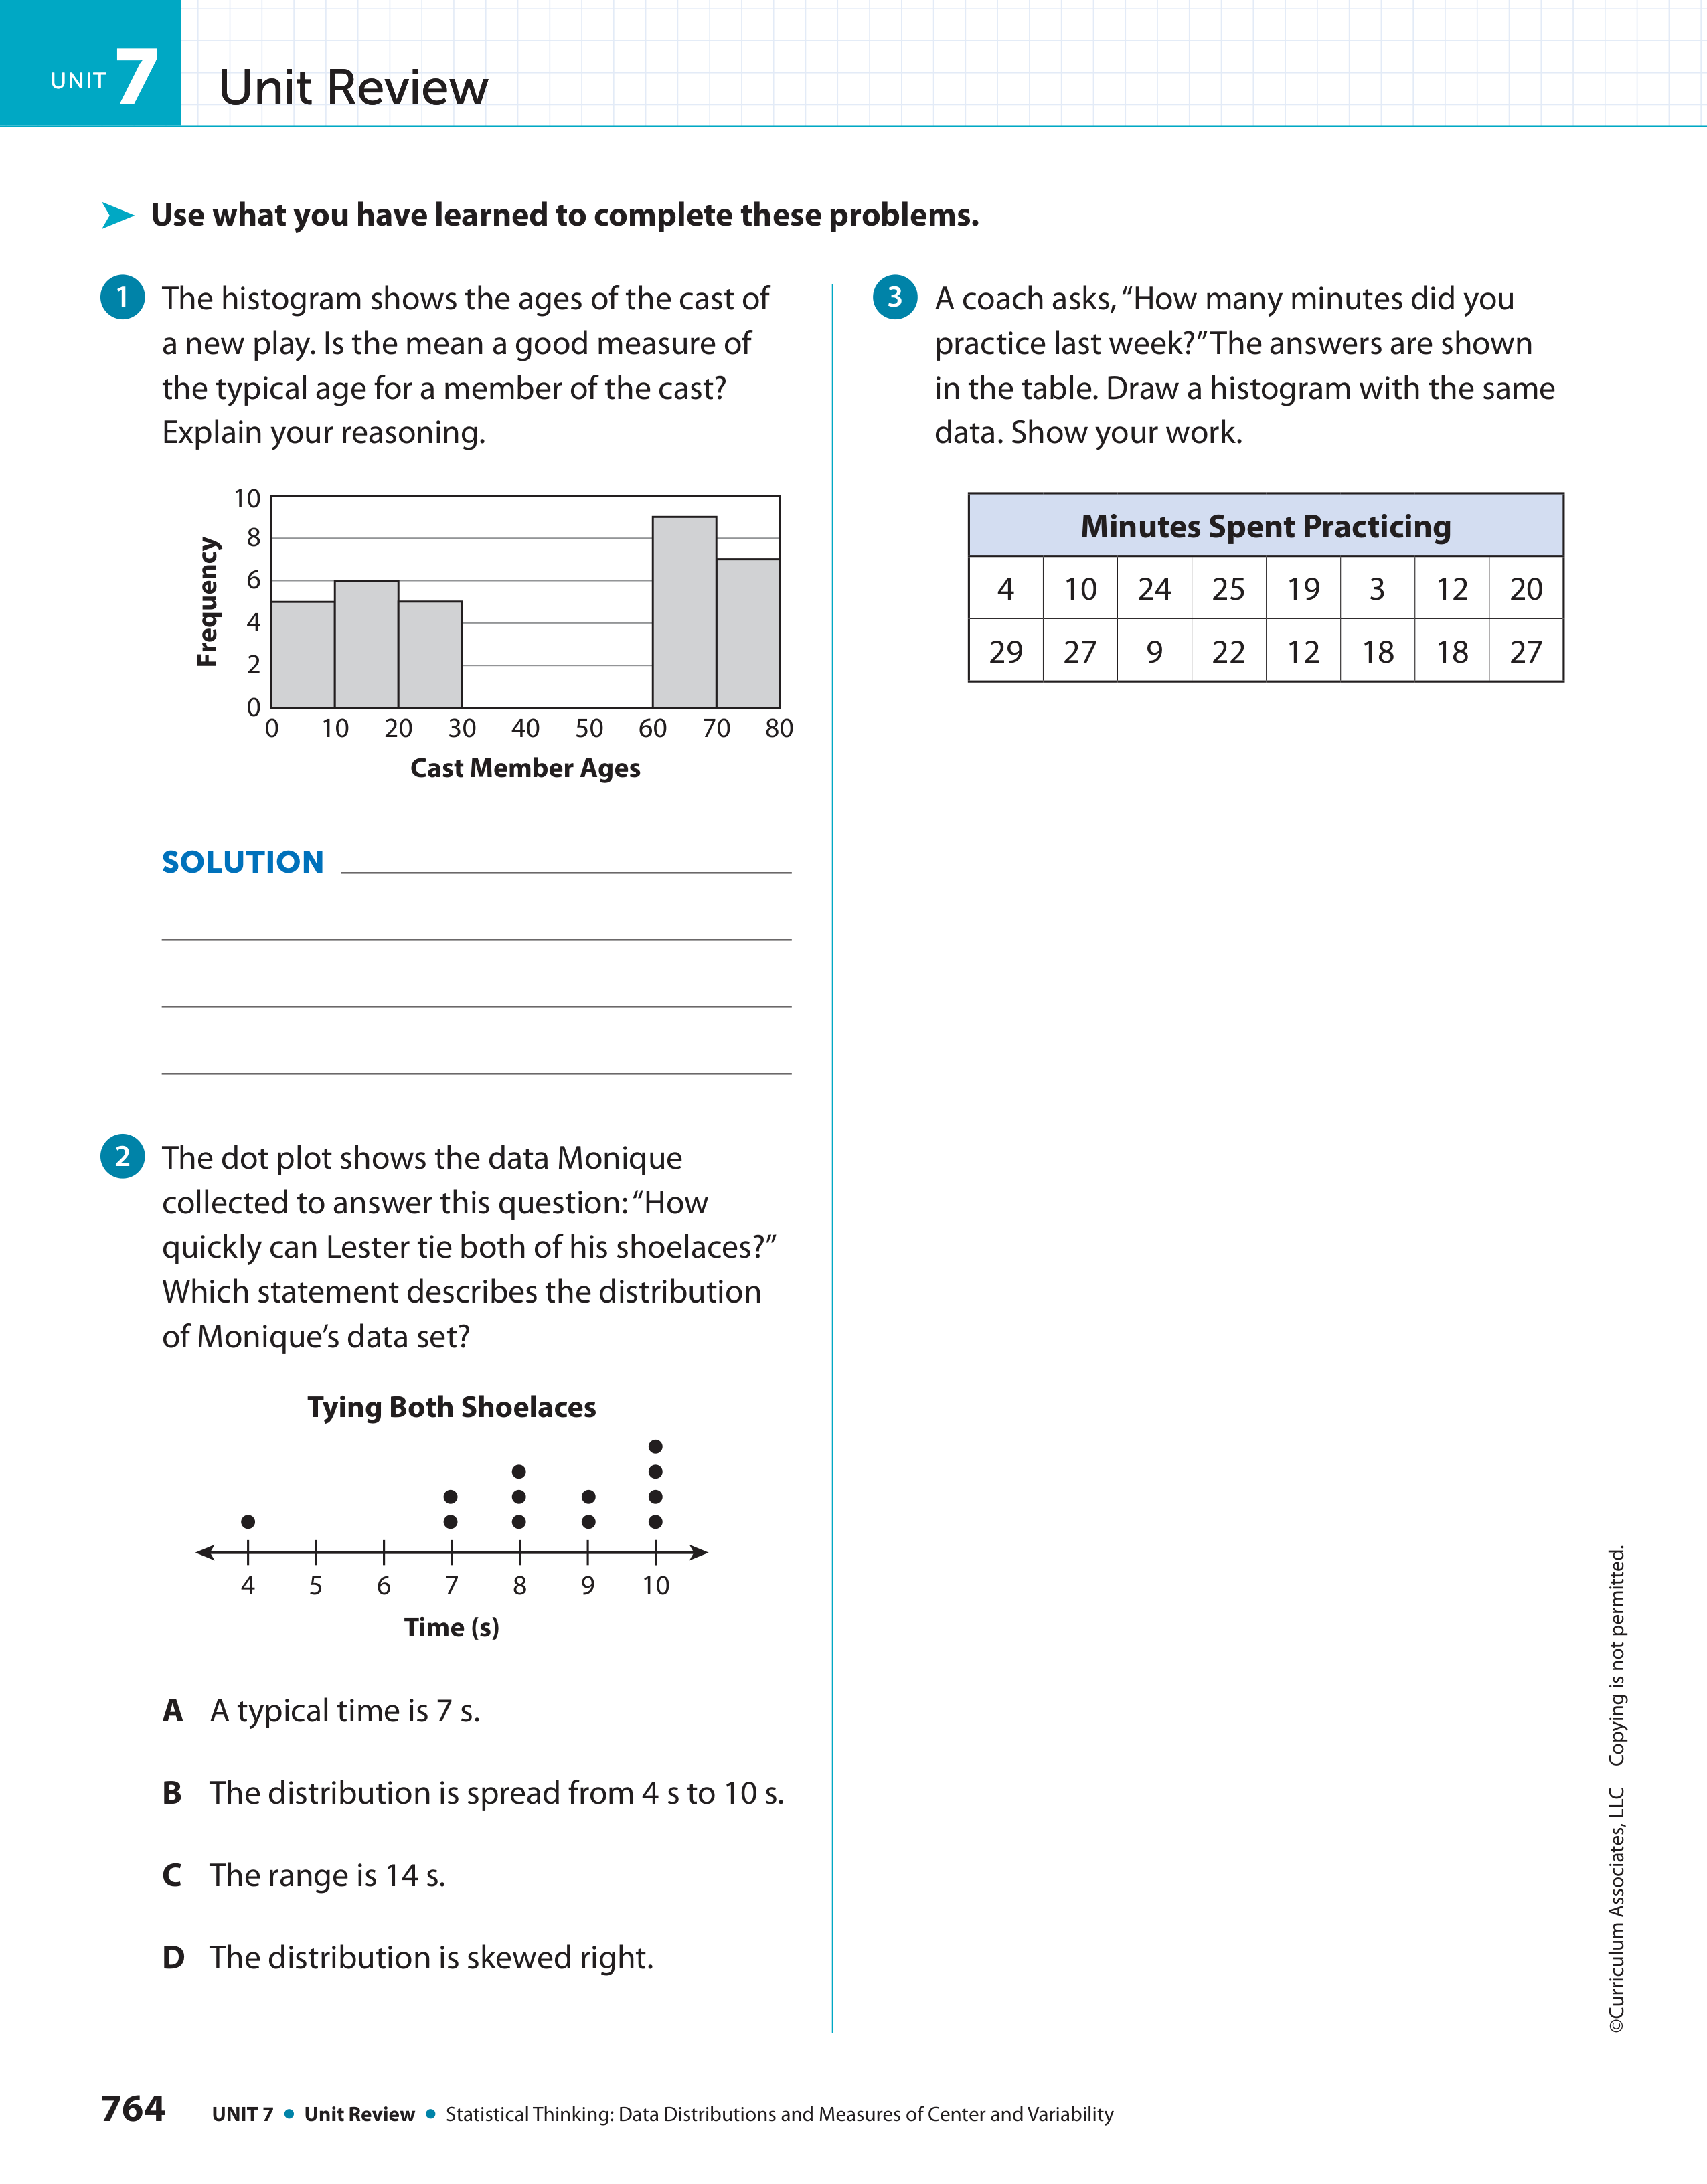 UNIT 7 Unit Review
Use what you have learned to complete these problems.
1 The histogram shows the ages of the cast of
a new play. Is the mean a good measure of
the typical age for a member of the cast?
Explain your reasoning.
Frequency
10
8
6
4
2
0
0 10 20 30 40 50 60 70 80
Cast Member Ages
SOLUTION
2 The dot plot shows the data Monique
collected to answer this question: “How
quickly can Lester tie both of his shoelaces?”
Which statement describes the distribution
of Monique’s data set?
Tying Both Shoelaces
4 5 6 7 8 9 10
Time (s)
A A typical time is 7 s.
B The distribution is spread from 4 s to 10 s.
C The range is 14 s.
D The distribution is skewed right.
3 A coach asks, “How many minutes did you
practice last week?” The answers are shown
in the table. Draw a histogram with the same
data. Show your work.
Minutes Spent Practicing
4 10 24 25 19 3 12 20
29 27 9 22 12 18 18 27
©Curriculum Associates, LLC Copying is not permitted.
764 UNIT 7 • Unit Review • Statistical Thinking: Data Distributions and Measures of Center and Variability